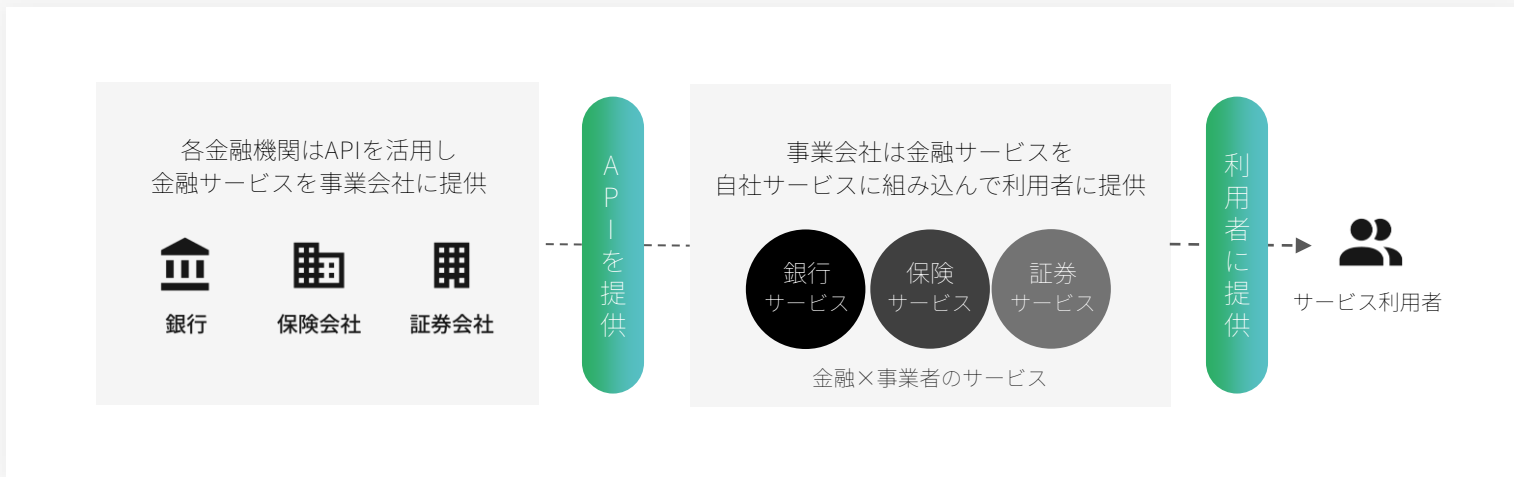 各金融機関はAPIを活用し
金融サービスを事業会社に提供
銀行
保険会社
証券会社
APIを提供
事業会社は金融サービスを
自社サービスに組み込んで利用者に提供
銀行
サービス
保険
サービス
証券
サービス
金融×事業者のサービス
利用者に提供
サービス利用者